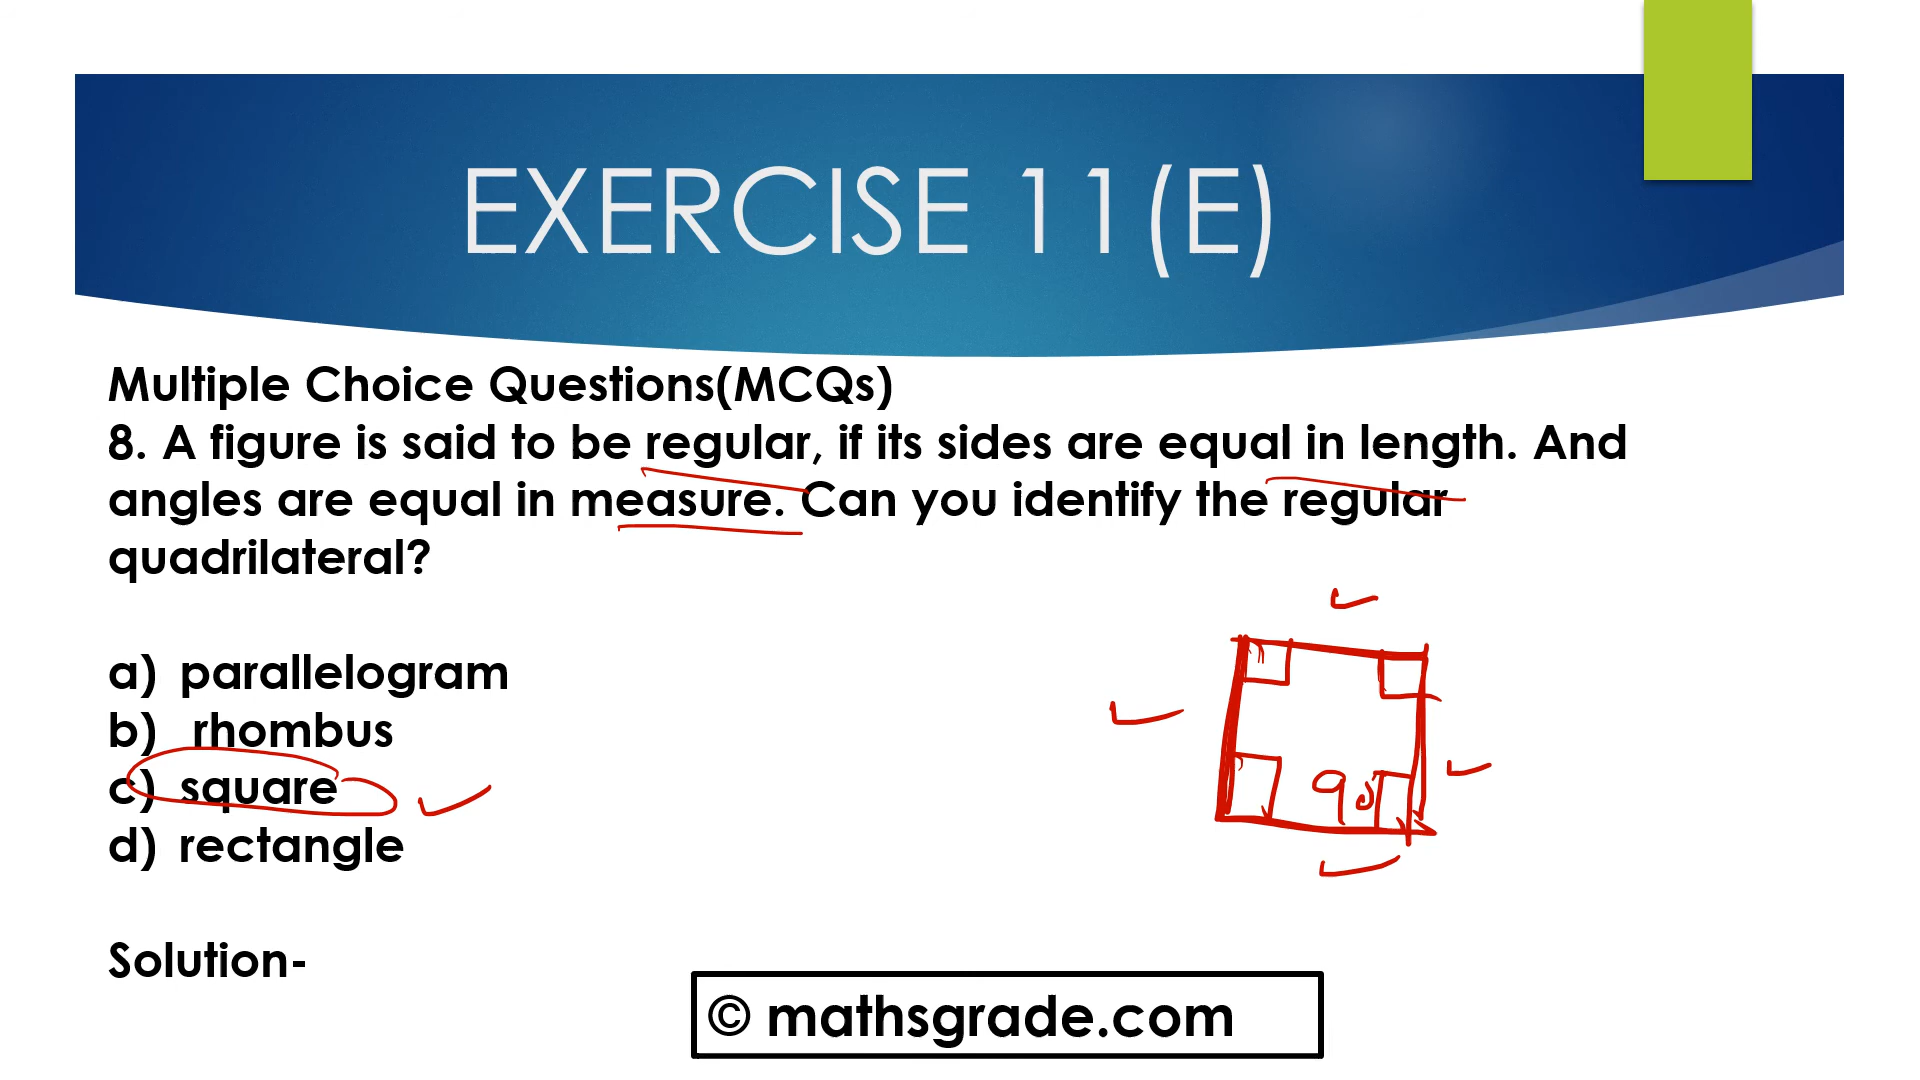 EXERCISE 11(E)
Multiple Choice Questions(MCQs)
8. A figure is said to be regular, if its sides are equal in length. And
angles are equal in measure. Can you identify the regular
quadrilateral?
a) parallelogram
b) rhombus
c) square
d) rectangle
90
Solution-
© mathsgrade.com